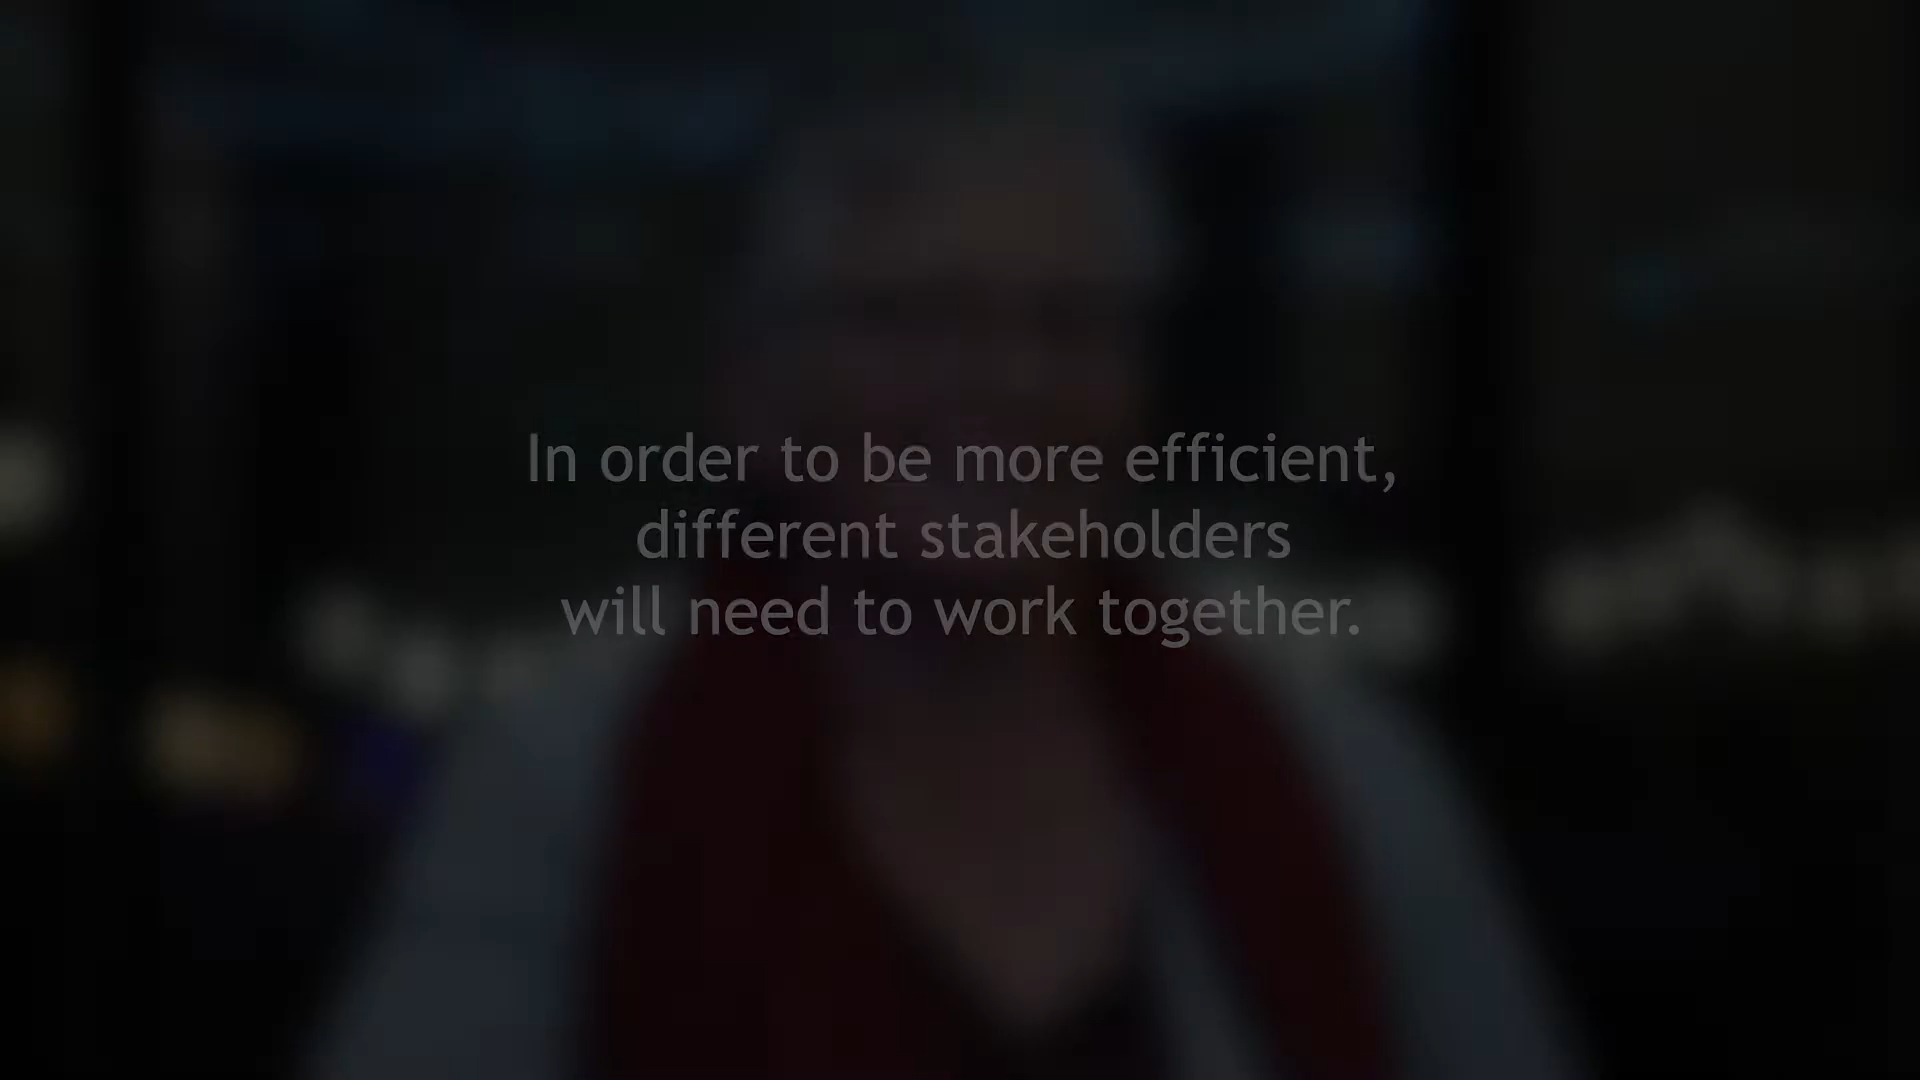 In order to be more efficient,
different stakeholders
will need to work together.